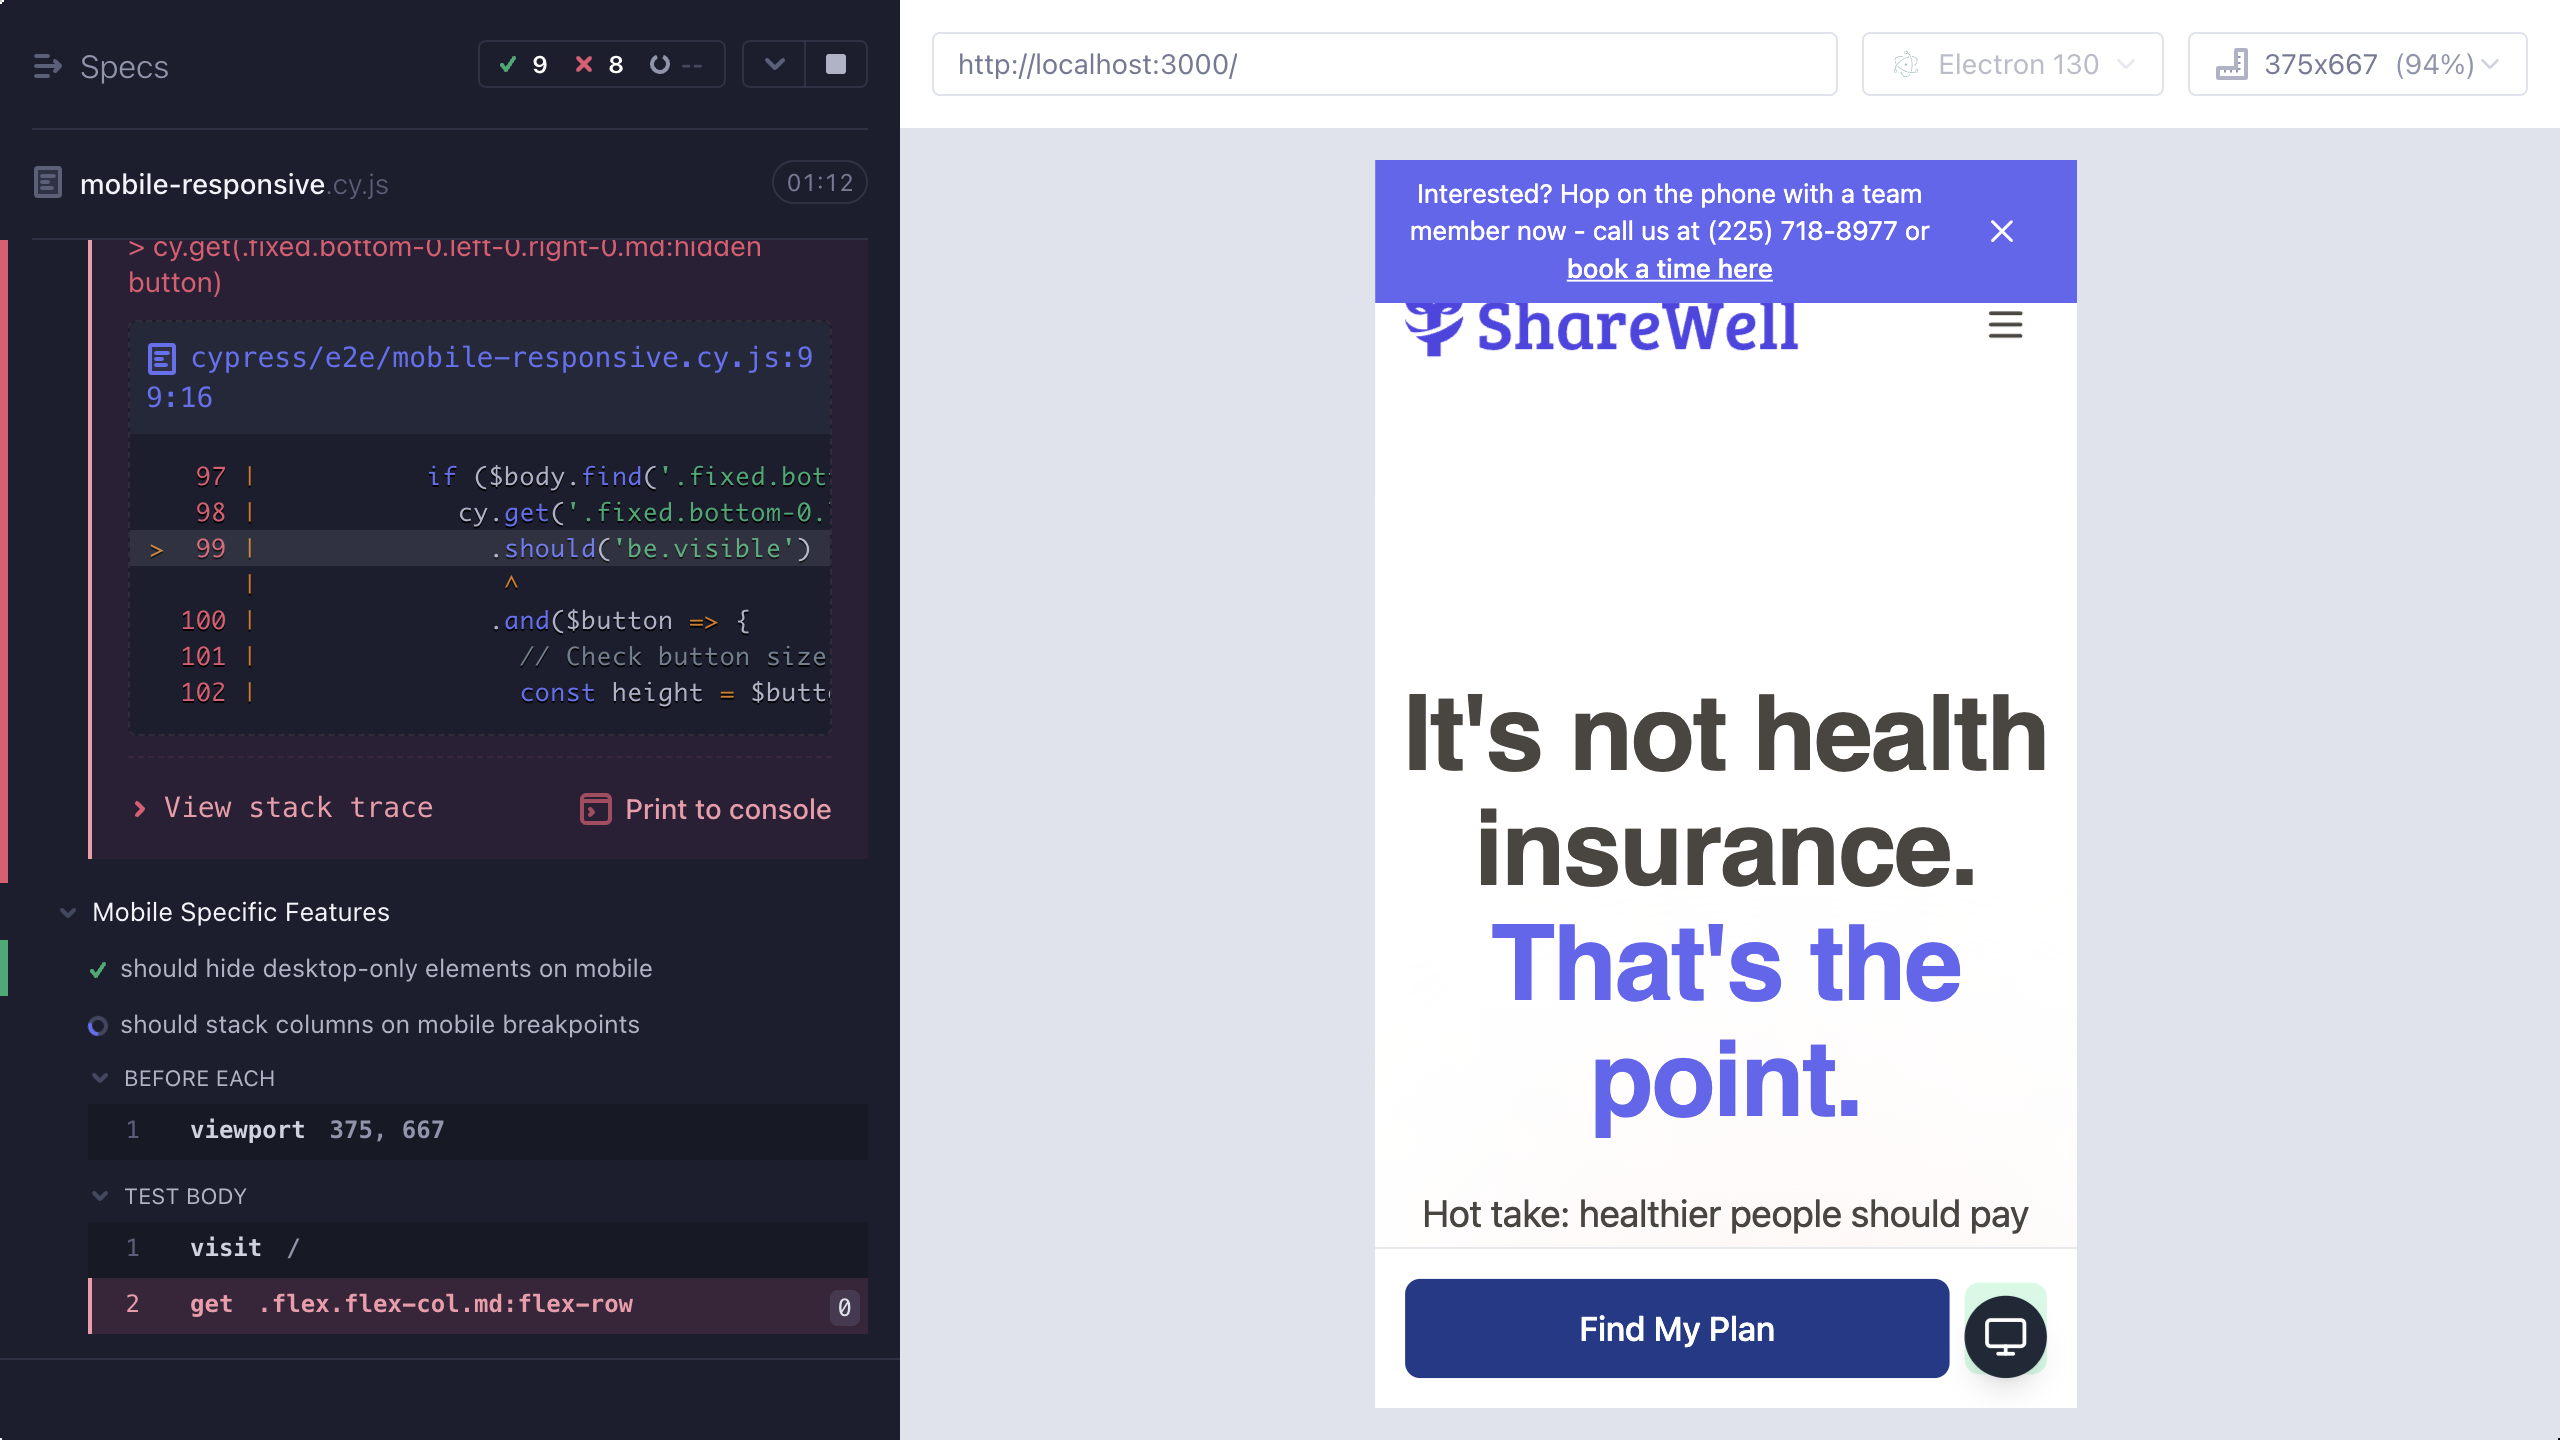 Specs
9 8 --
mobile-responsive.cy.js
01:12
> cy.get(.fixed.bottom-0.left-0.right-0.md:hidden
button)
cypress/e2e/mobile-responsive.cy.js:9
9:16
97 | if ($body.find('.fixed.bot
98 | cy.get('.fixed.bottom-0.
> 99 | .should('be.visible')
| ^
100 | .and($button => {
101 | // Check button size
102 | const height = $butt
View stack trace
Print to console
Mobile Specific Features
should hide desktop-only elements on mobile
should stack columns on mobile breakpoints
BEFORE EACH
1 viewport 375, 667
TEST BODY
1 visit /
2 get .flex.flex-col.md:flex-row 0
http://localhost:3000/
Electron 130
375x667 (94%)
Interested? Hop on the phone with a team
member now - call us at (225) 718-8977 or
book a time here
ShareWell
It's not health
insurance.
That's the
point.
Hot take: healthier people should pay
Find My Plan